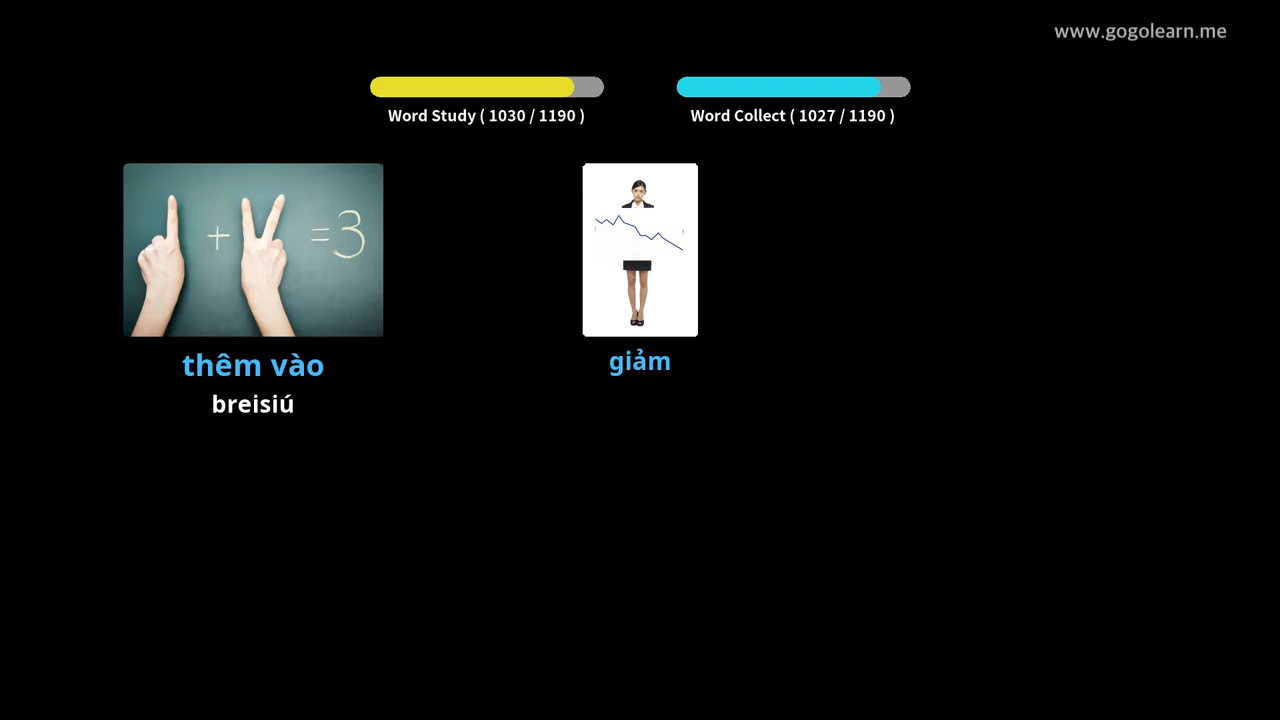 www.gogolearn.me
Word Study ( 1030 / 1190 )
Word Collect ( 1027 / 1190 )
+ = 3
thêm vào
breisiú
giảm